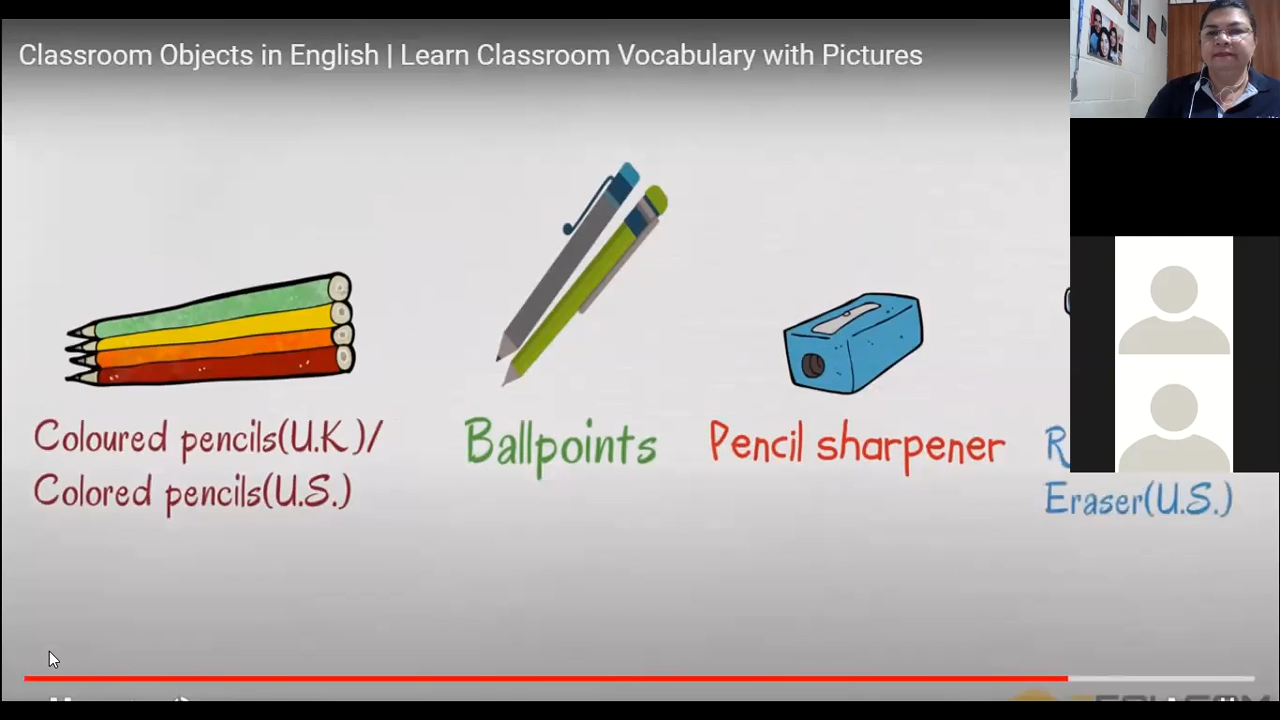 Classroom Objects in English | Learn Classroom Vocabulary with Pictures
Coloured pencils(U.K)/
Colored pencils(U.S.)
Ballpoints
Pencil sharpener
Eraser(U.S.)